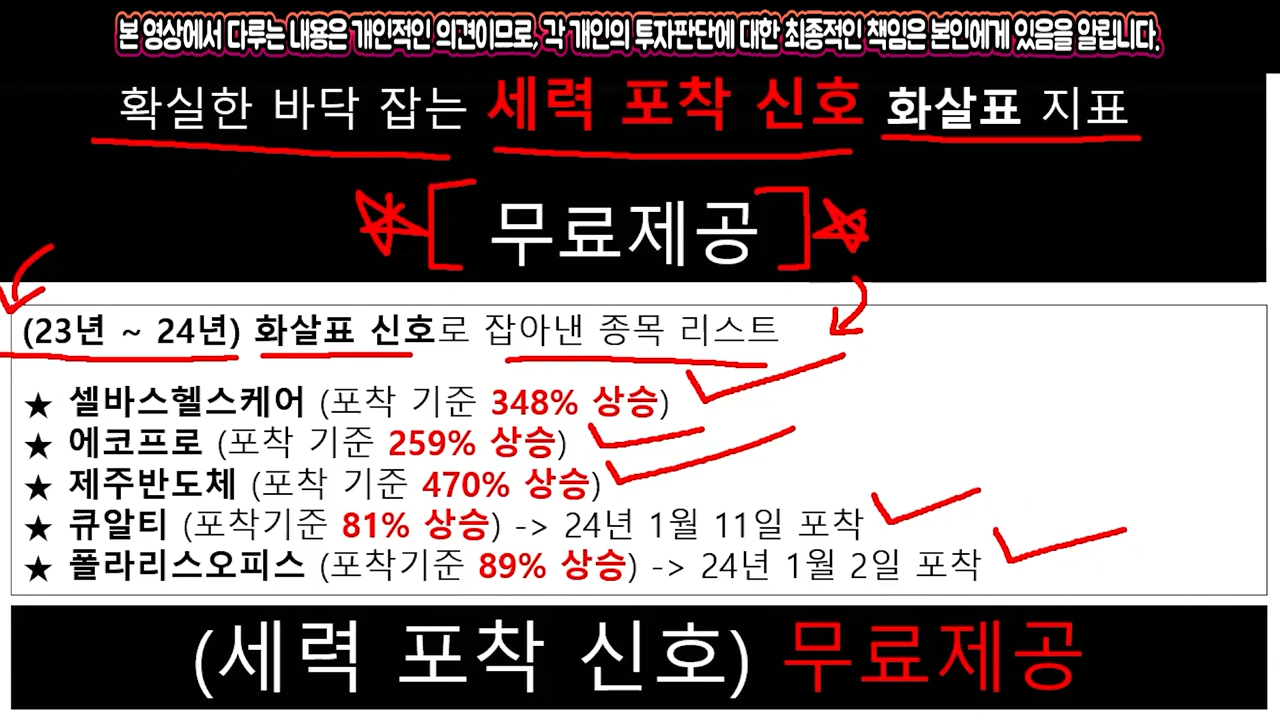 본 영상에서 다루는 내용은 개인적인 의견이므로, 각 개인의 투자판단에 대한 최종적인 책임은 본인에게 있음을 알립니다.
확실한 바닥 잡는 세력 포착 신호 화살표 지표
무료제공
(23년 ~ 24년) 화살표 신호로 잡아낸 종목 리스트
★ 셀바스헬스케어 (포착 기준 348% 상승)
★ 에코프로 (포착 기준 259% 상승)
★ 제주반도체 (포착 기준 470% 상승)
★ 큐알티 (포착기준 81% 상승) -> 24년 1월 11일 포착
★ 폴라리스오피스 (포착기준 89% 상승) -> 24년 1월 2일 포착
(세력 포착 신호) 무료제공